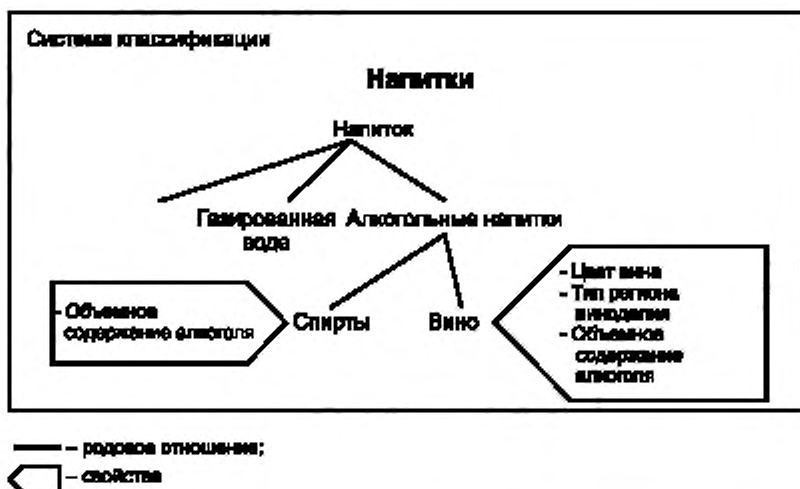 Система классификации
Напитки
Напиток
Газированная
вода
Алкогольные напитки
- Объемное
содержание алкоголя
Спирты
Вино
- Цвет вина
- Тип региона
виноделия
- Объемное
содержание
алкоголя
– родовое отношение;
– свойства